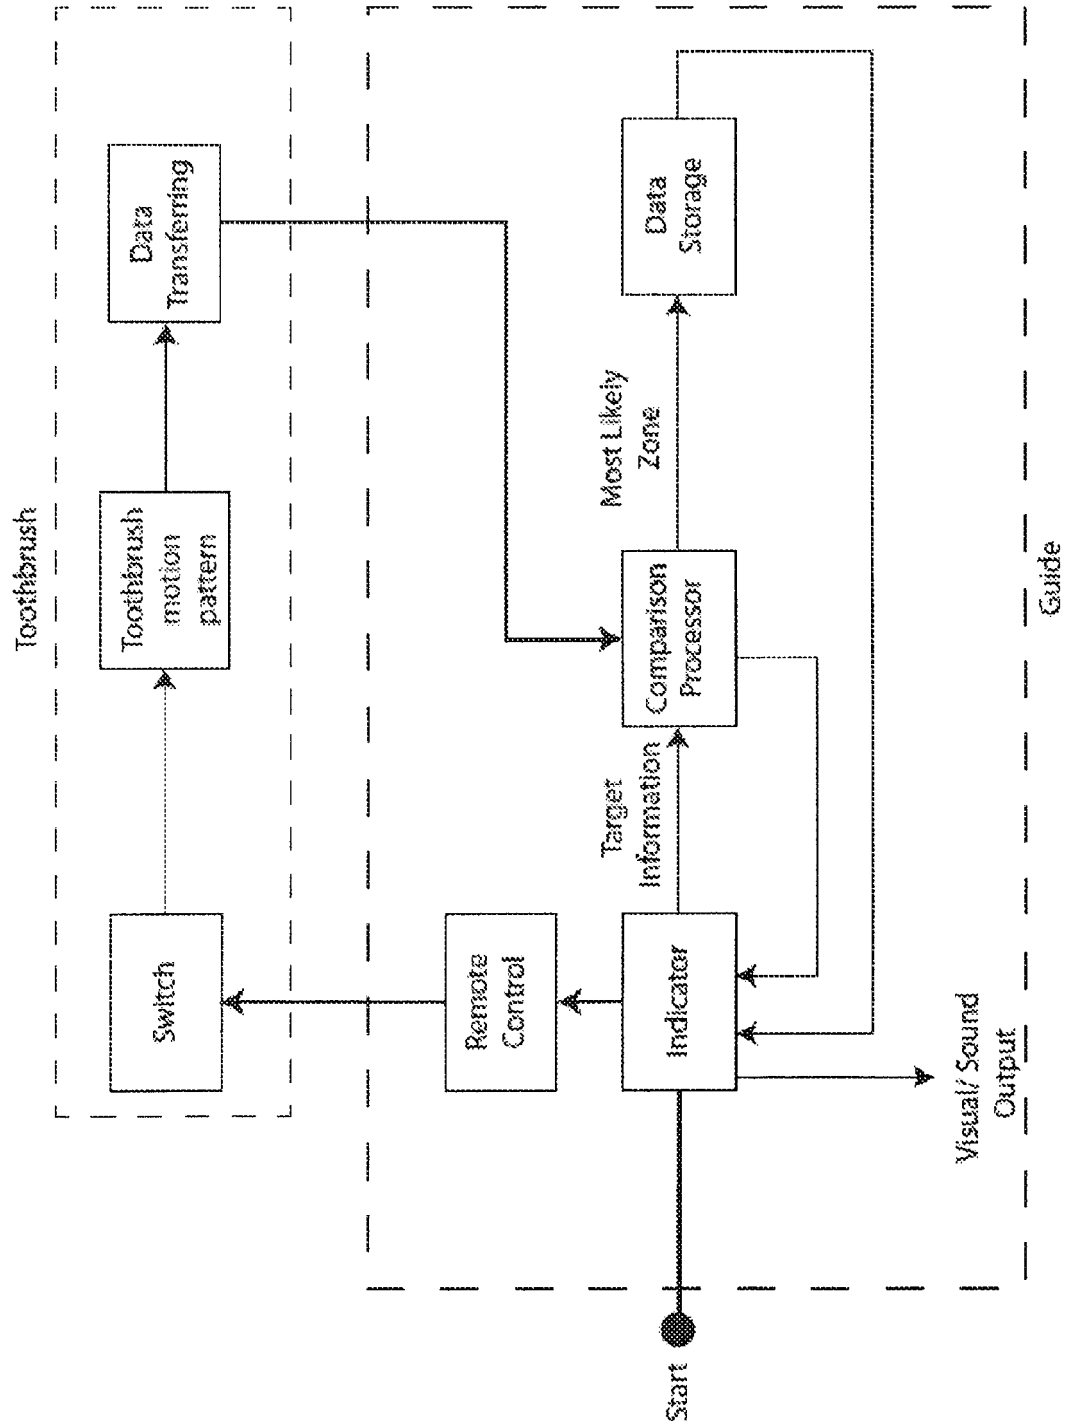 Toothbrush
Switch
Toothbrush
motion
pattern
Data
Transferring
Remote
Control
Start
Indicator
Target
Information
Comparison
Processor
Most Likely
Zone
Data
Storage
Visual/ Sound
Output
Guide